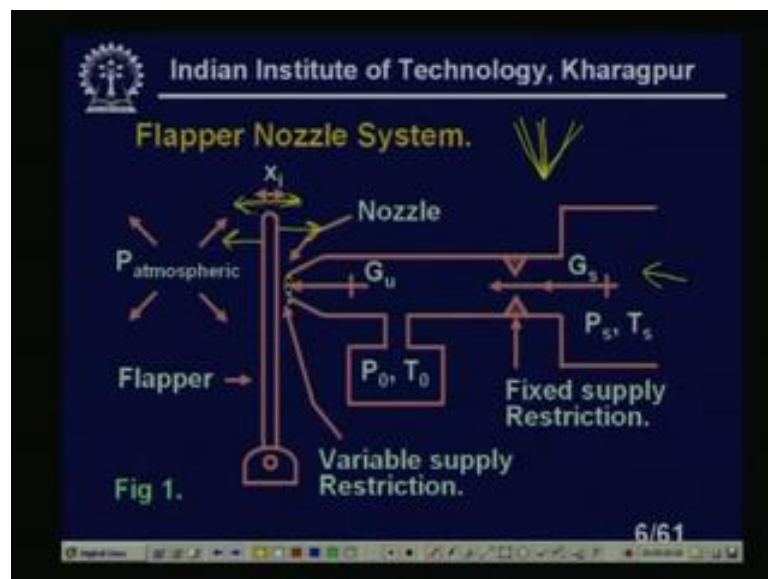 Indian Institute of Technology, Kharagpur
Flapper Nozzle System.
xi
Nozzle
Patmospheric
Gu
Gs
Ps, Ts
Flapper
P0, T0
Fixed supply
Restriction.
Variable supply
Restriction.
Fig 1.
6/61